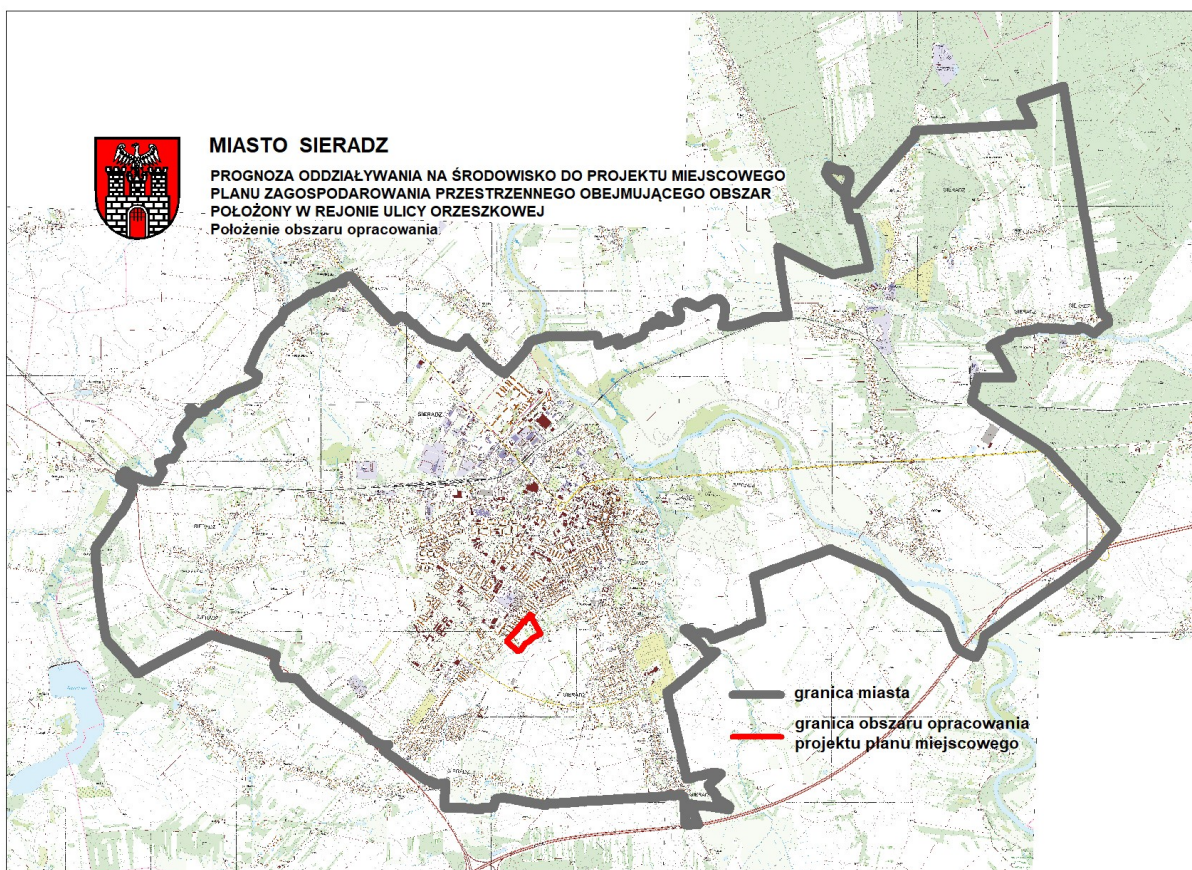 MIASTO SIERADZ
PROGNOZA ODDZIAŁYWANIA NA ŚRODOWISKO DO PROJEKTU MIEJSCOWEGO
PLANU ZAGOSPODAROWANIA PRZESTRZENNEGO OBEJMUJĄCEGO OBSZAR
POŁOŻONY W REJONIE ULICY ORZESZKOWEJ
Położenie obszaru opracowania
SIERADZ
granica miasta
granica obszaru opracowania
projektu planu miejscowego